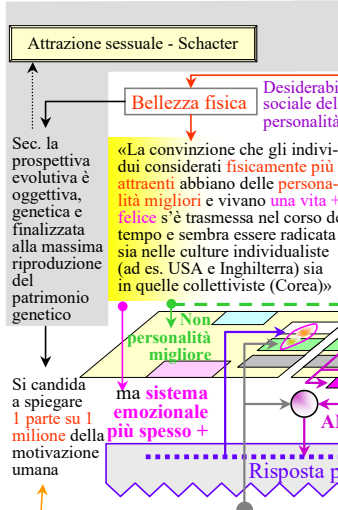 Attrazione sessuale - Schacter
Bellezza fisica
sociale del
personalità
Sec. la
prospettiva
evolutiva è
oggettiva,
genetica e
finalizzata
alla massima
riproduzione
del
patrimonio
genetico
«La convinzione che gli indivi-
dui considerati fisicamente più
attraenti abbiano delle persona-
lità migliori e vivano una vita +
felice s’è trasmessa nel corso de
tempo e sembra essere radicata
sia nelle culture individualiste
(ad es. USA e Inghilterra) sia
in quelle collettiviste (Corea)»
Non
personalità
migliore
Si candida
a spiegare
1 parte su 1
milione della
motivazione
umana
ma sistema
emozionale
più spesso +
Risposta